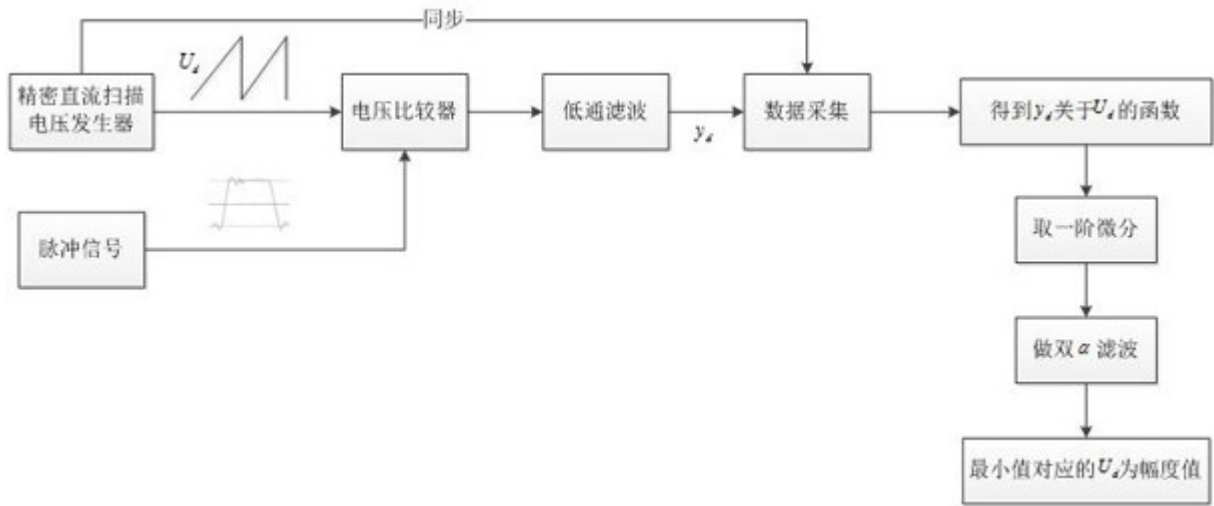 同步
U_d
精密直流扫描
电压发生器
电压比较器
低通滤波
y_d
数据采集
得到y_d关于U_d的函数
脉冲信号
取一阶微分
做双α滤波
最小值对应的U_d为幅度值